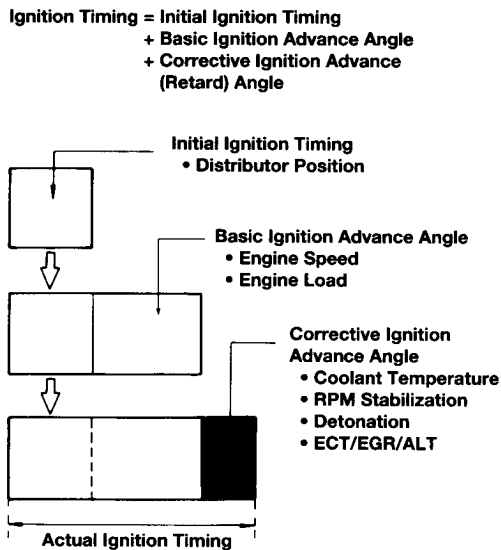 Ignition Timing = Initial Ignition Timing
+ Basic Ignition Advance Angle
+ Corrective Ignition Advance
(Retard) Angle
Initial Ignition Timing
• Distributor Position
Basic Ignition Advance Angle
• Engine Speed
• Engine Load
Corrective Ignition
Advance Angle
• Coolant Temperature
• RPM Stabilization
• Detonation
• ECT/EGR/ALT
Actual Ignition Timing